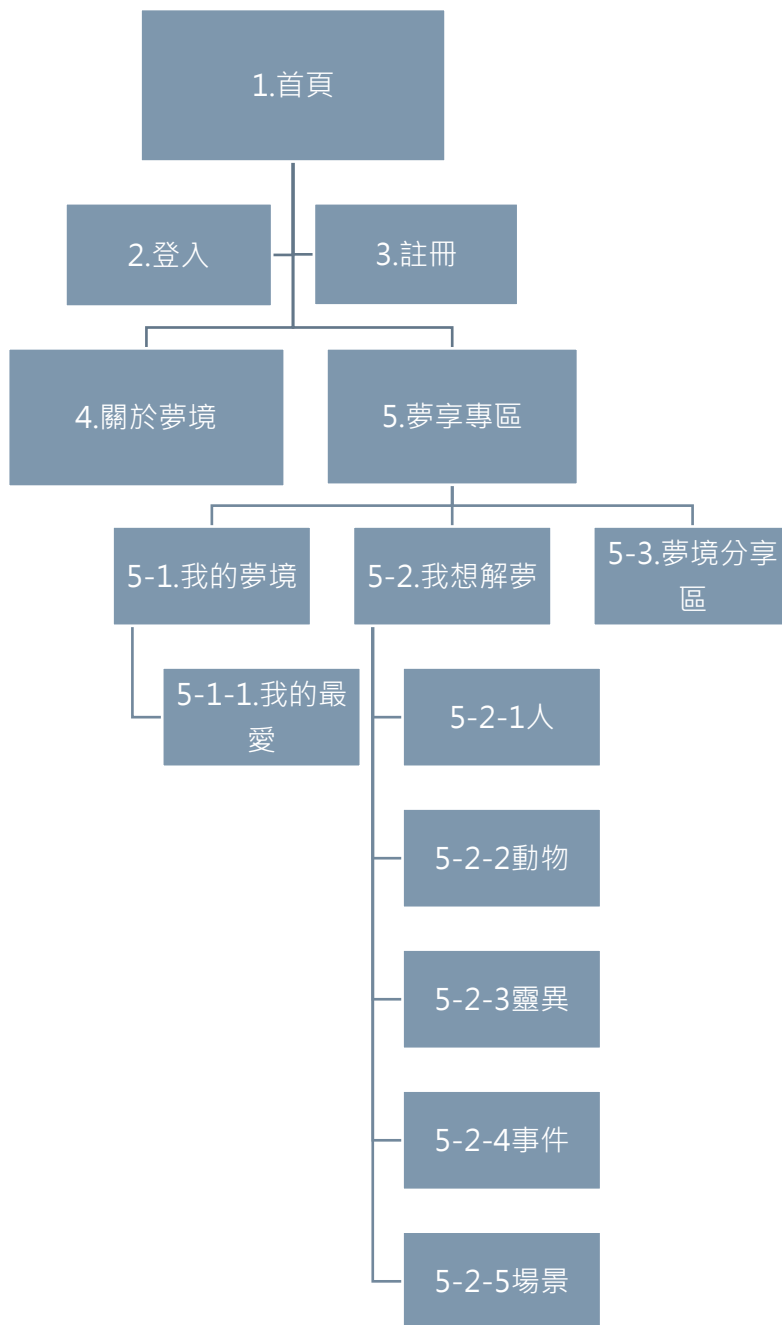 1.首頁
2.登入
3.註冊
4.關於夢境
5.夢享專區
5-1.我的夢境
5-2.我想解夢
5-3.夢境分享
區
5-1-1.我的最
愛
5-2-1人
5-2-2動物
5-2-3靈異
5-2-4事件
5-2-5場景